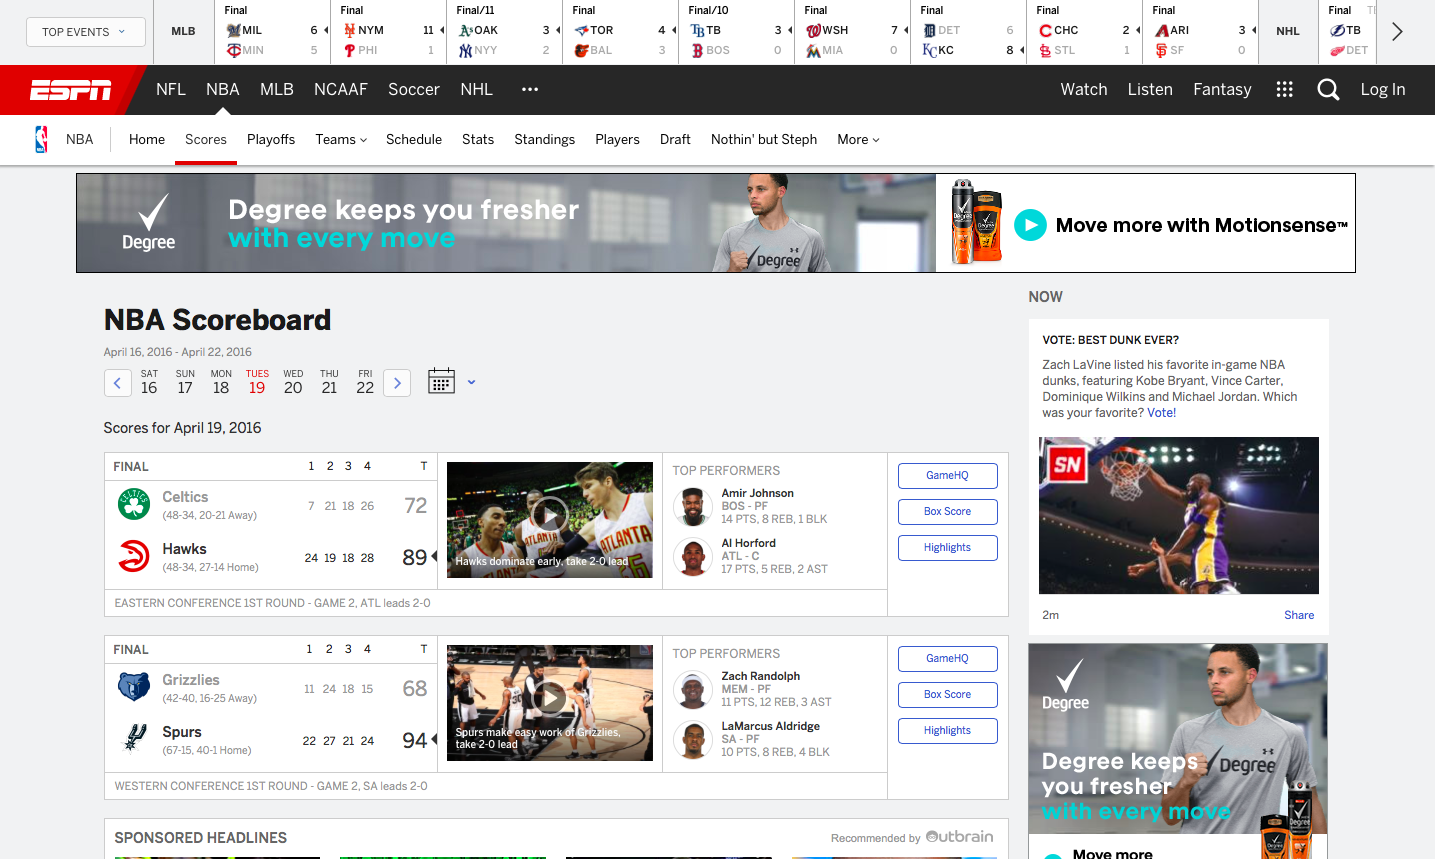 TOP EVENTS
MLB
Final
MIL 6
MIN 5
Final
NYM 11
PHI 1
Final/11
OAK 3
NYY 2
Final
TOR 4
BAL 3
Final/10
TB 3
BOS 0
Final
WSH 7
MIA 0
Final
DET 6
KC 8
Final
CHC 2
STL 1
Final
ARI 3
SF 0
NHL
Final
TB
DET
ESPN NFL NBA MLB NCAAF Soccer NHL ••• Watch Listen Fantasy Log In
NBA Home Scores Playoffs Teams Schedule Stats Standings Players Draft Nothin' but Steph More
Degree
Degree keeps you fresher
with every move
Degree
Move more with Motionsense™
NBA Scoreboard
April 16, 2016 - April 22, 2016
SAT SUN MON TUES WED THU FRI
16 17 18 19 20 21 22
Scores for April 19, 2016
FINAL 1 2 3 4 T
Celtics 7 21 18 26 72
(48-34, 20-21 Away)
Hawks 24 19 18 28 89
(48-34, 27-14 Home)
EASTERN CONFERENCE 1ST ROUND - GAME 2, ATL leads 2-0
ATLANTA
ATLANTA
Hawks dominate early, take 2-0 lead
TOP PERFORMERS
Amir Johnson
BOS - PF
14 PTS, 8 REB, 1 BLK
Al Horford
ATL - C
17 PTS, 5 REB, 2 AST
GameHQ
Box Score
Highlights
FINAL 1 2 3 4 T
Grizzlies 11 24 18 15 68
(42-40, 16-25 Away)
Spurs 22 27 21 24 94
(67-15, 40-1 Home)
WESTERN CONFERENCE 1ST ROUND - GAME 2, SA leads 2-0
Spurs make easy work of Grizzlies,
take 2-0 lead
TOP PERFORMERS
Zach Randolph
MEM - PF
11 PTS, 12 REB, 3 AST
LaMarcus Aldridge
SA - PF
10 PTS, 8 REB, 4 BLK
GameHQ
Box Score
Highlights
SPONSORED HEADLINES
Recommended by Outbrain
NOW
VOTE: BEST DUNK EVER?
Zach LaVine listed his favorite in-game NBA
dunks, featuring Kobe Bryant, Vince Carter,
Dominique Wilkins and Michael Jordan. Which
was your favorite? Vote!
SN
2m Share
Degree
Degree
Degree keeps
you fresher
with every move
Degree
Move more